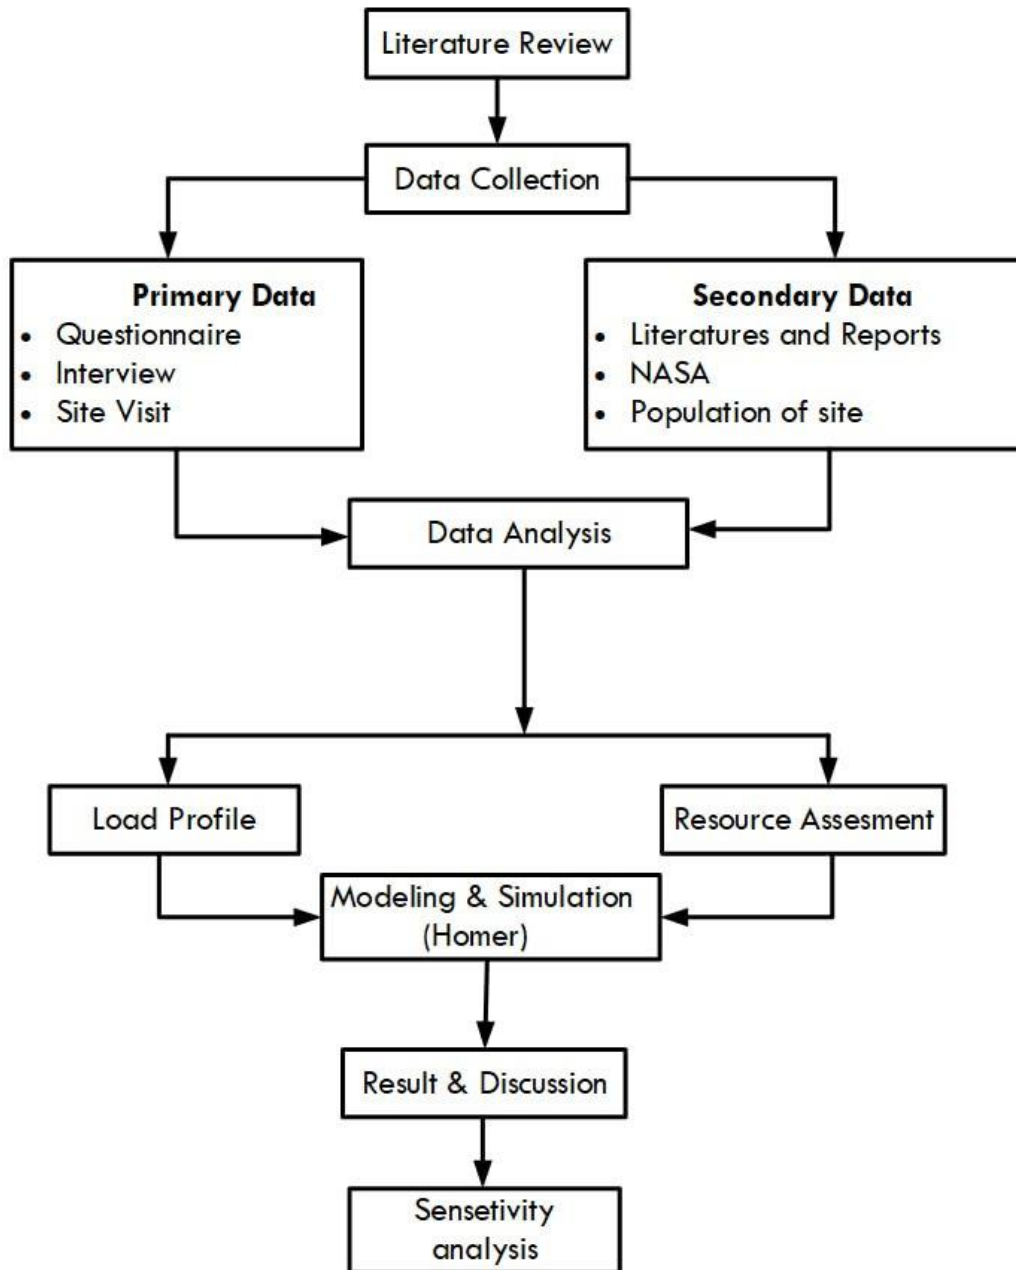 Literature Review
Data Collection
Primary Data
• Questionnaire
• Interview
• Site Visit
Secondary Data
• Literatures and Reports
• NASA
• Population of site
Data Analysis
Load Profile
Resource Assesment
Modeling & Simulation
(Homer)
Result & Discussion
Sensetivity
analysis